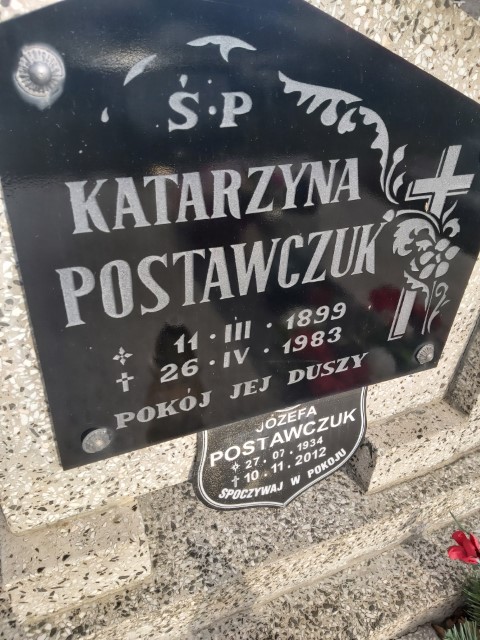 Ś·P
KATARZYNA
POSTAWCZUK
11·III·1899
26·IV·1983
POKÓJ JEJ DUSZY
JÓZEFA
POSTAWCZUK
27.07.1934
10.11.2012
SPOCZYWAJ W POKOJU